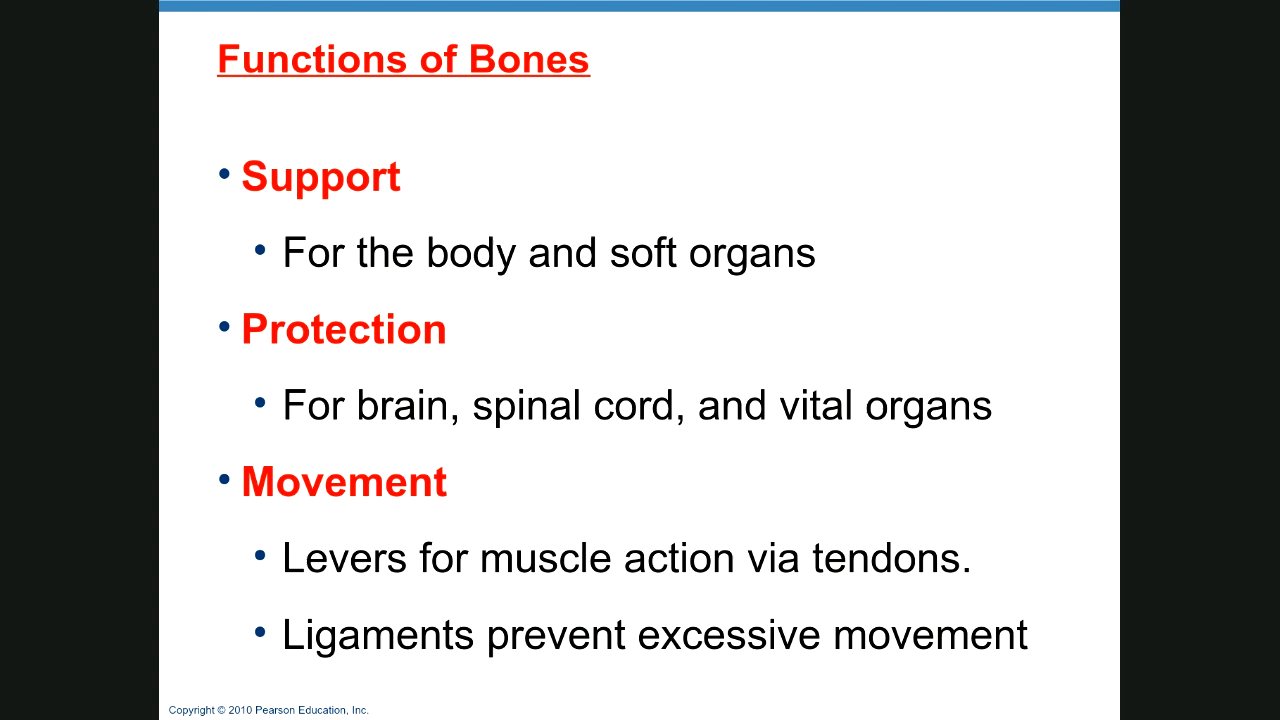 Functions of Bones
• Support
• For the body and soft organs
• Protection
• For brain, spinal cord, and vital organs
• Movement
• Levers for muscle action via tendons.
• Ligaments prevent excessive movement
Copyright © 2010 Pearson Education, Inc.